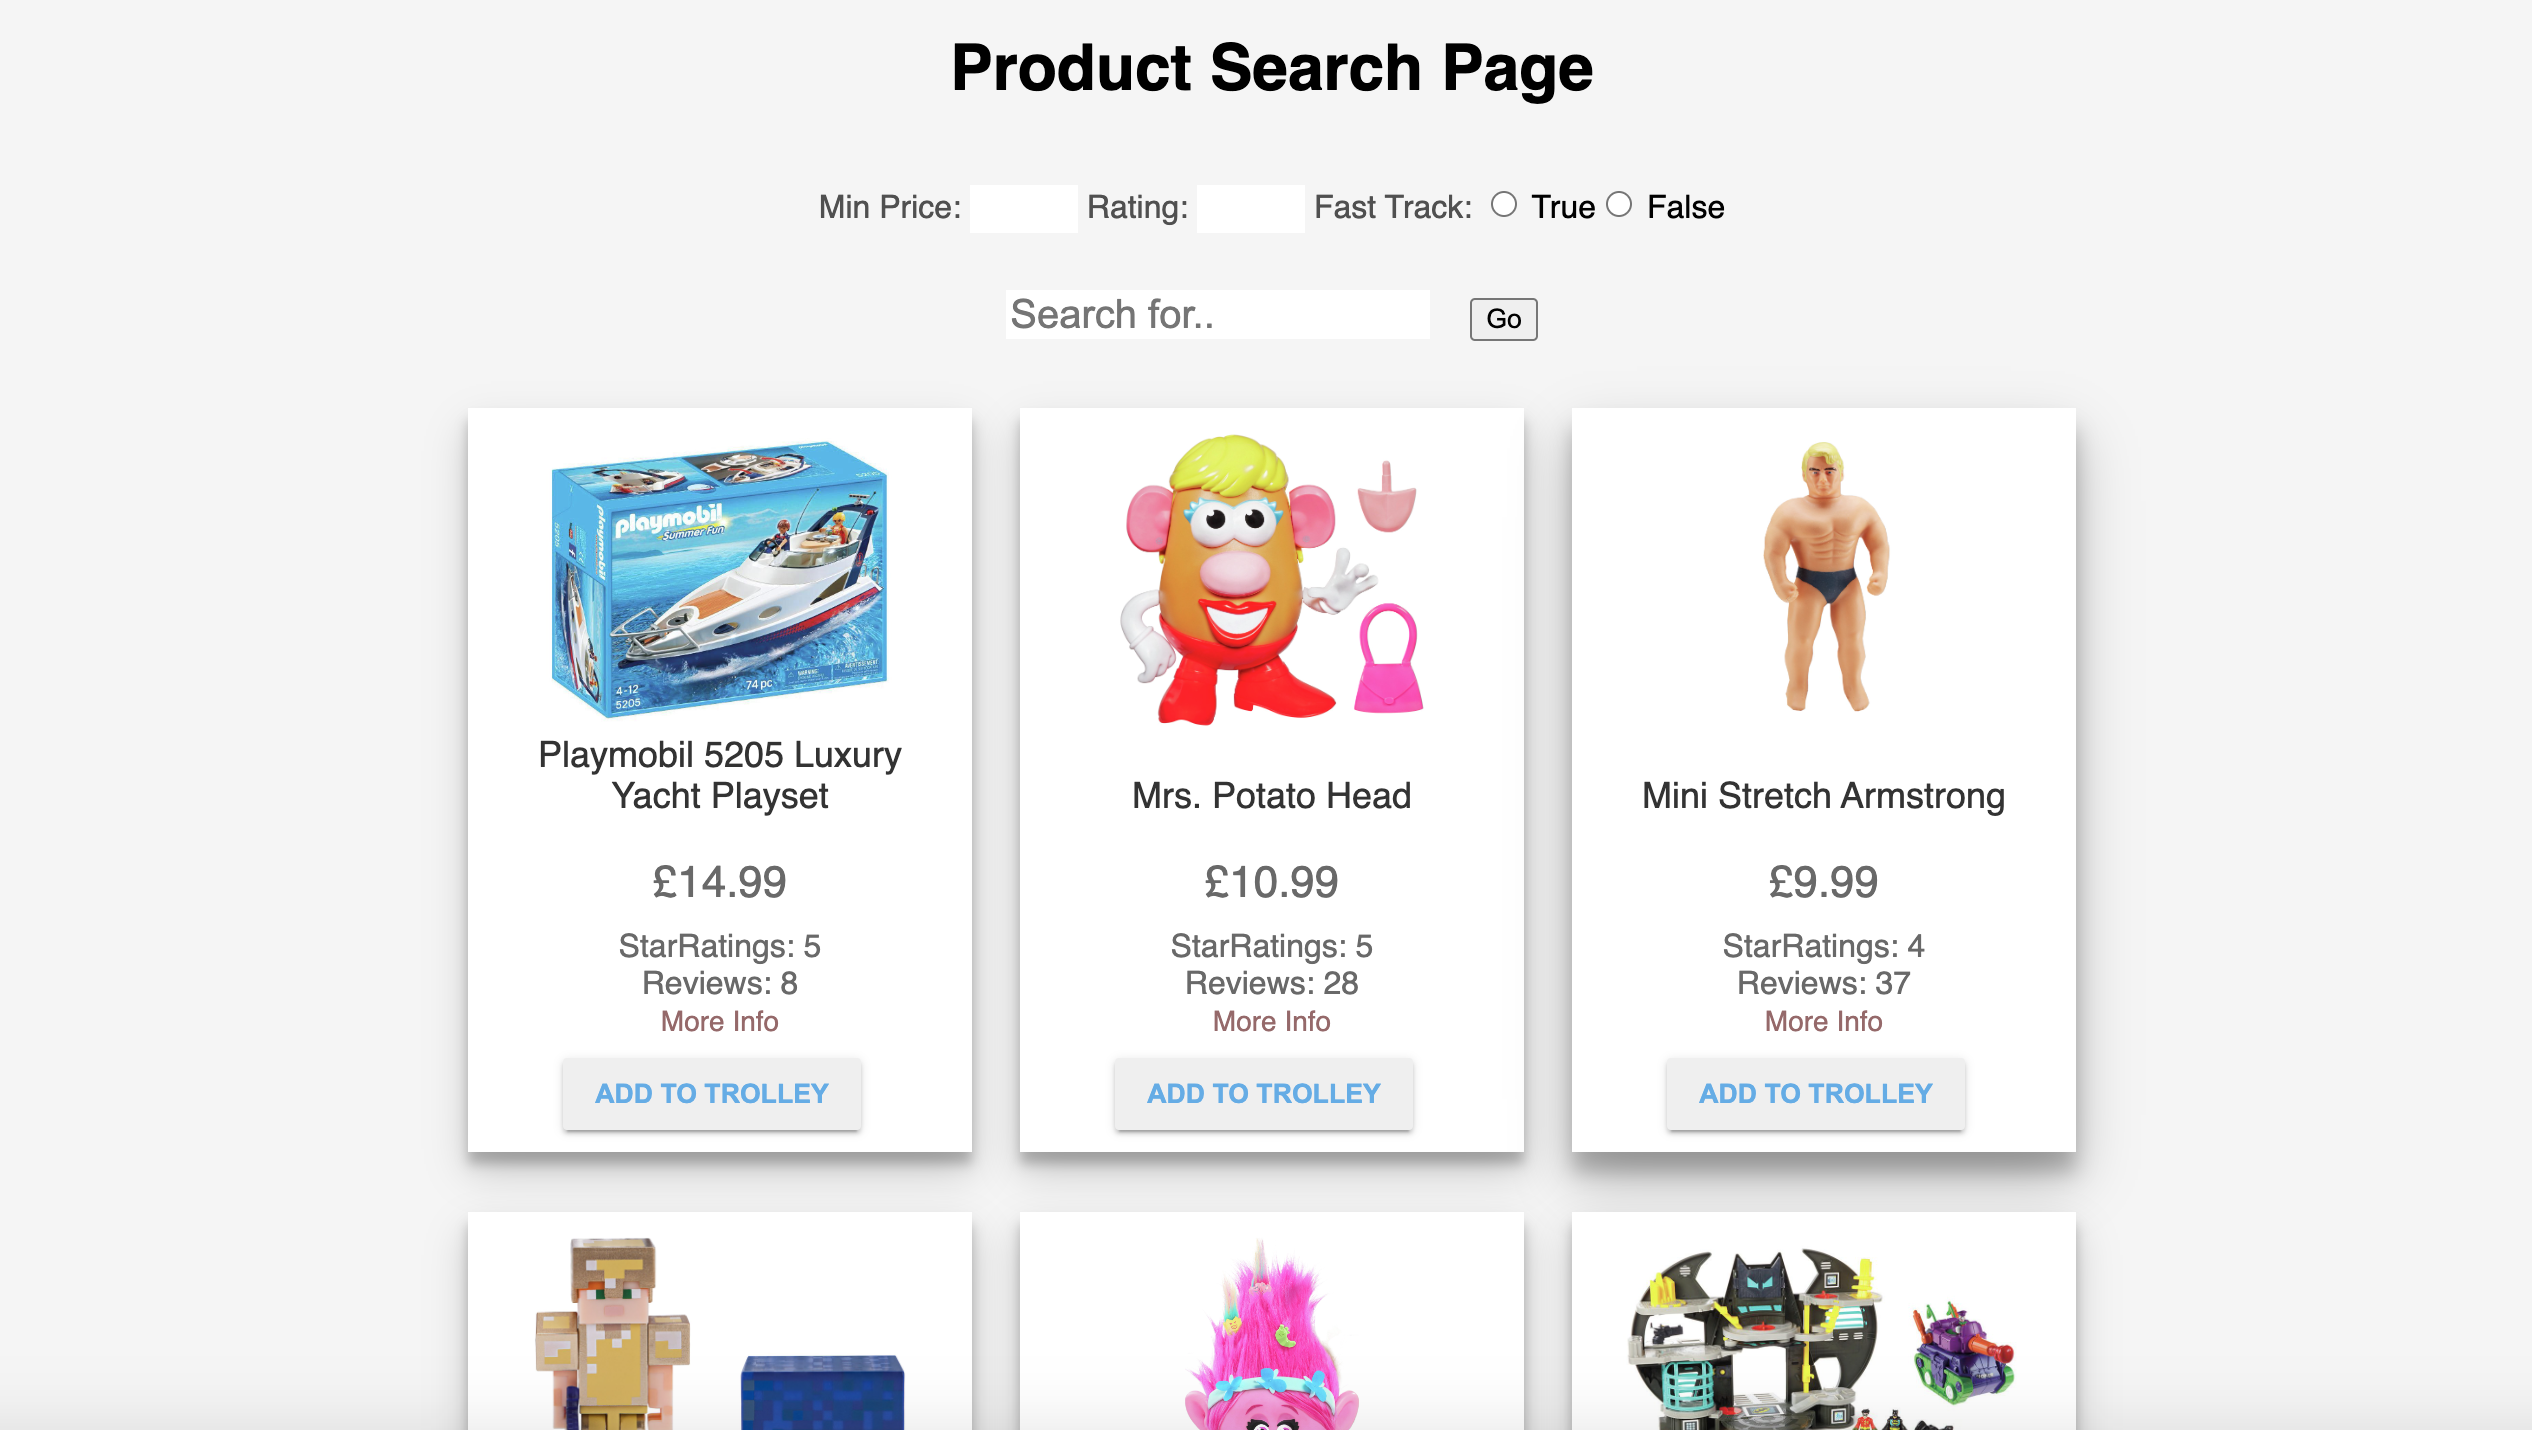 Product Search Page
Min Price: Rating: Fast Track: True False
Search for..
Go
playmobil
Summer Fun
playmobil
5205
4-12
5205
74 pc
Playmobil 5205 Luxury
Yacht Playset
£14.99
StarRatings: 5
Reviews: 8
More Info
ADD TO TROLLEY
Mrs. Potato Head
£10.99
StarRatings: 5
Reviews: 28
More Info
ADD TO TROLLEY
Mini Stretch Armstrong
£9.99
StarRatings: 4
Reviews: 37
More Info
ADD TO TROLLEY